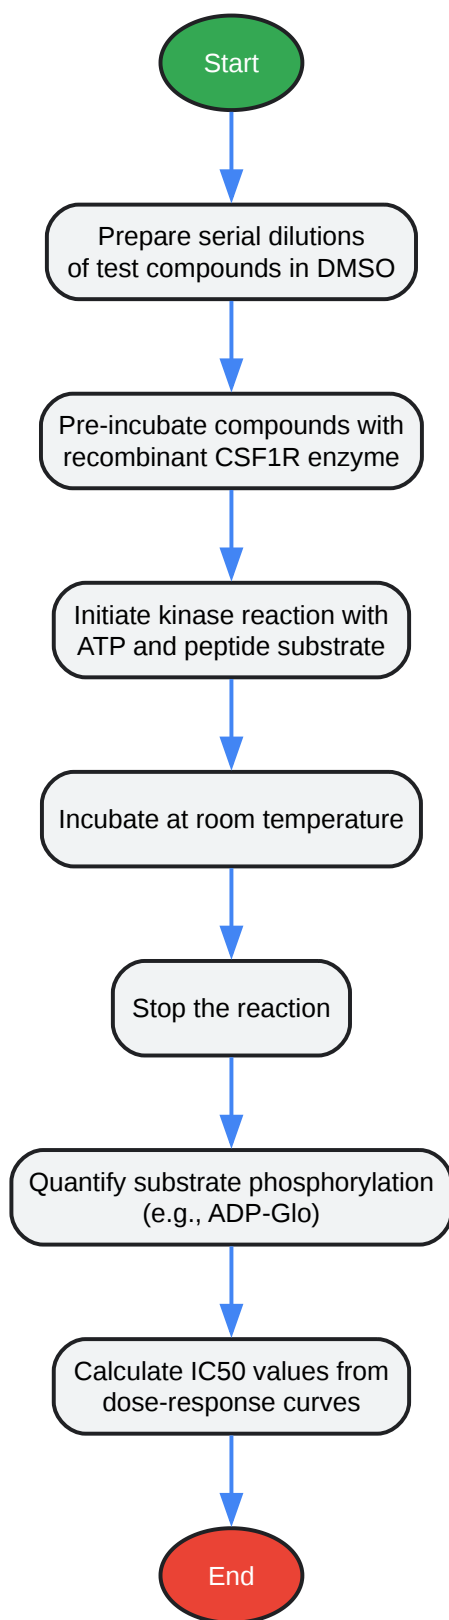 Start
Prepare serial dilutions
of test compounds in DMSO
Pre-incubate compounds with
recombinant CSF1R enzyme
Initiate kinase reaction with
ATP and peptide substrate
Incubate at room temperature
Stop the reaction
Quantify substrate phosphorylation
(e.g., ADP-Glo)
Calculate IC50 values from
dose-response curves
End